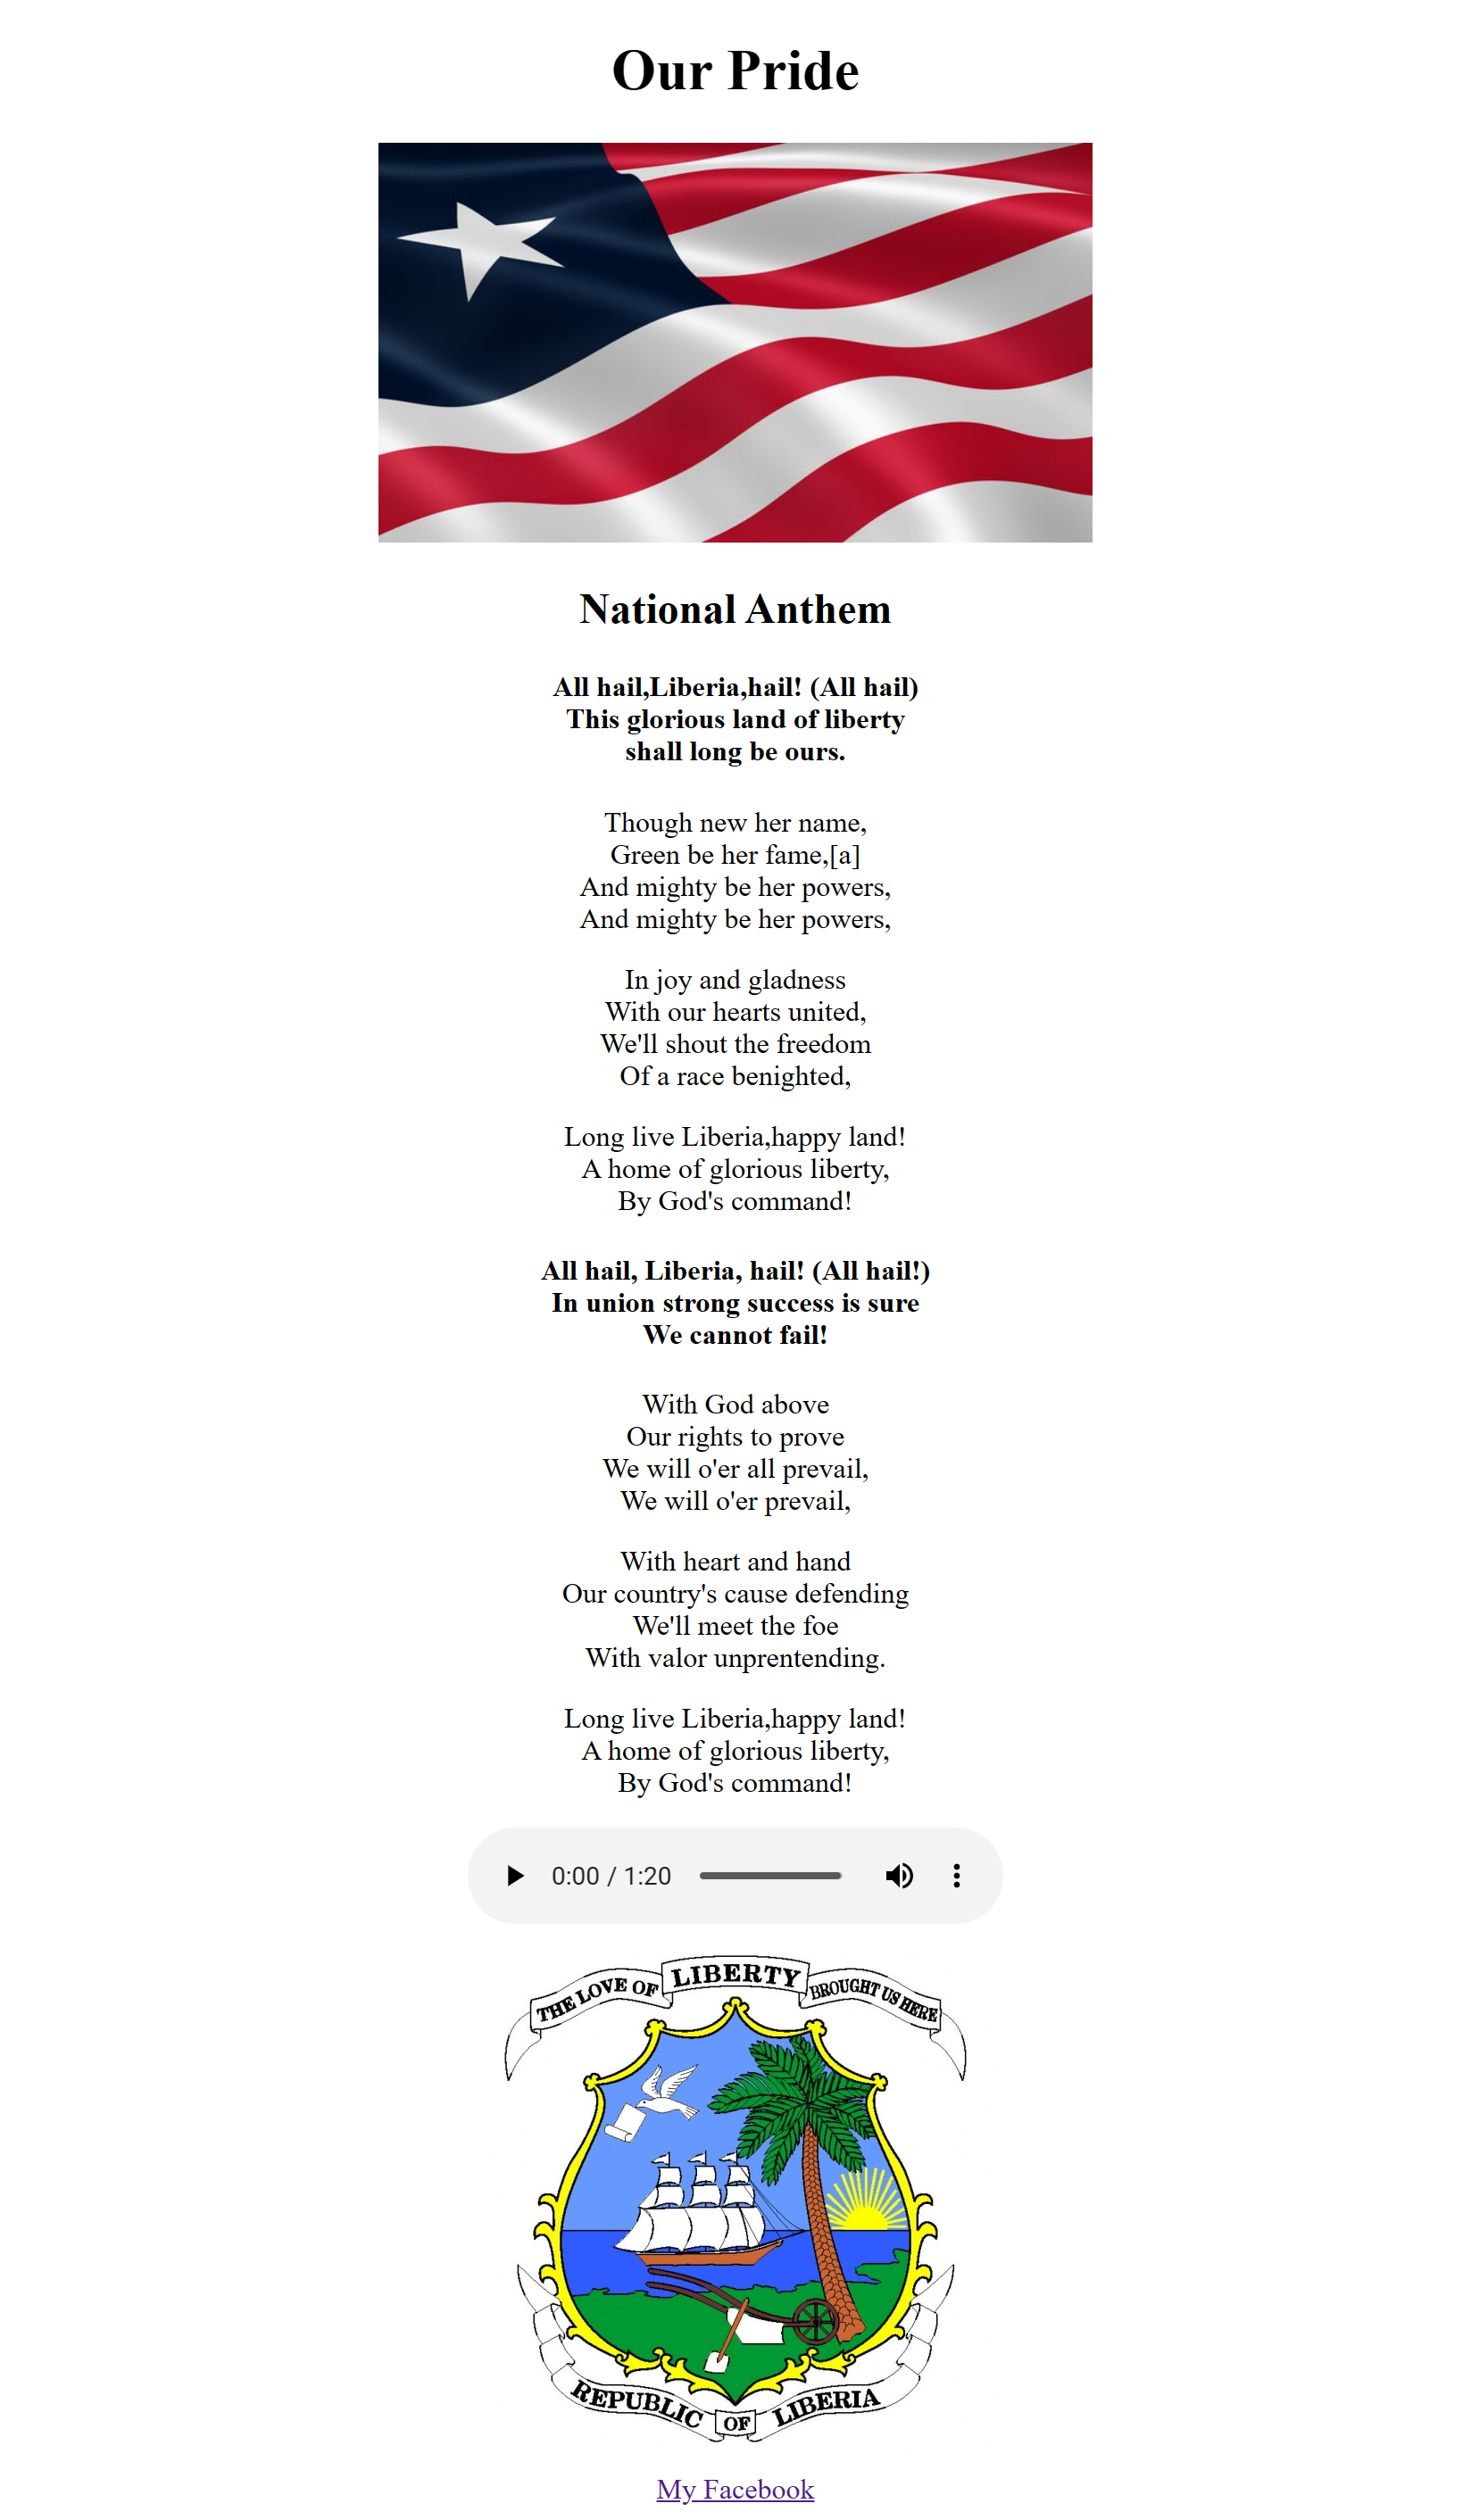 Our Pride
National Anthem
All hail,Liberia,hail! (All hail)
This glorious land of liberty
shall long be ours.
Though new her name,
Green be her fame,[a]
And mighty be her powers,
And mighty be her powers,
In joy and gladness
With our hearts united,
We'll shout the freedom
Of a race benighted,
Long live Liberia,happy land!
A home of glorious liberty,
By God's command!
All hail, Liberia, hail! (All hail!)
In union strong success is sure
We cannot fail!
With God above
Our rights to prove
We will o'er all prevail,
We will o'er prevail,
With heart and hand
Our country's cause defending
We'll meet the foe
With valor unprentending.
Long live Liberia,happy land!
A home of glorious liberty,
By God's command!
0:00 / 1:20
THE LOVE OF LIBERTY BROUGHT US HERE
REPUBLIC OF LIBERIA
My Facebook